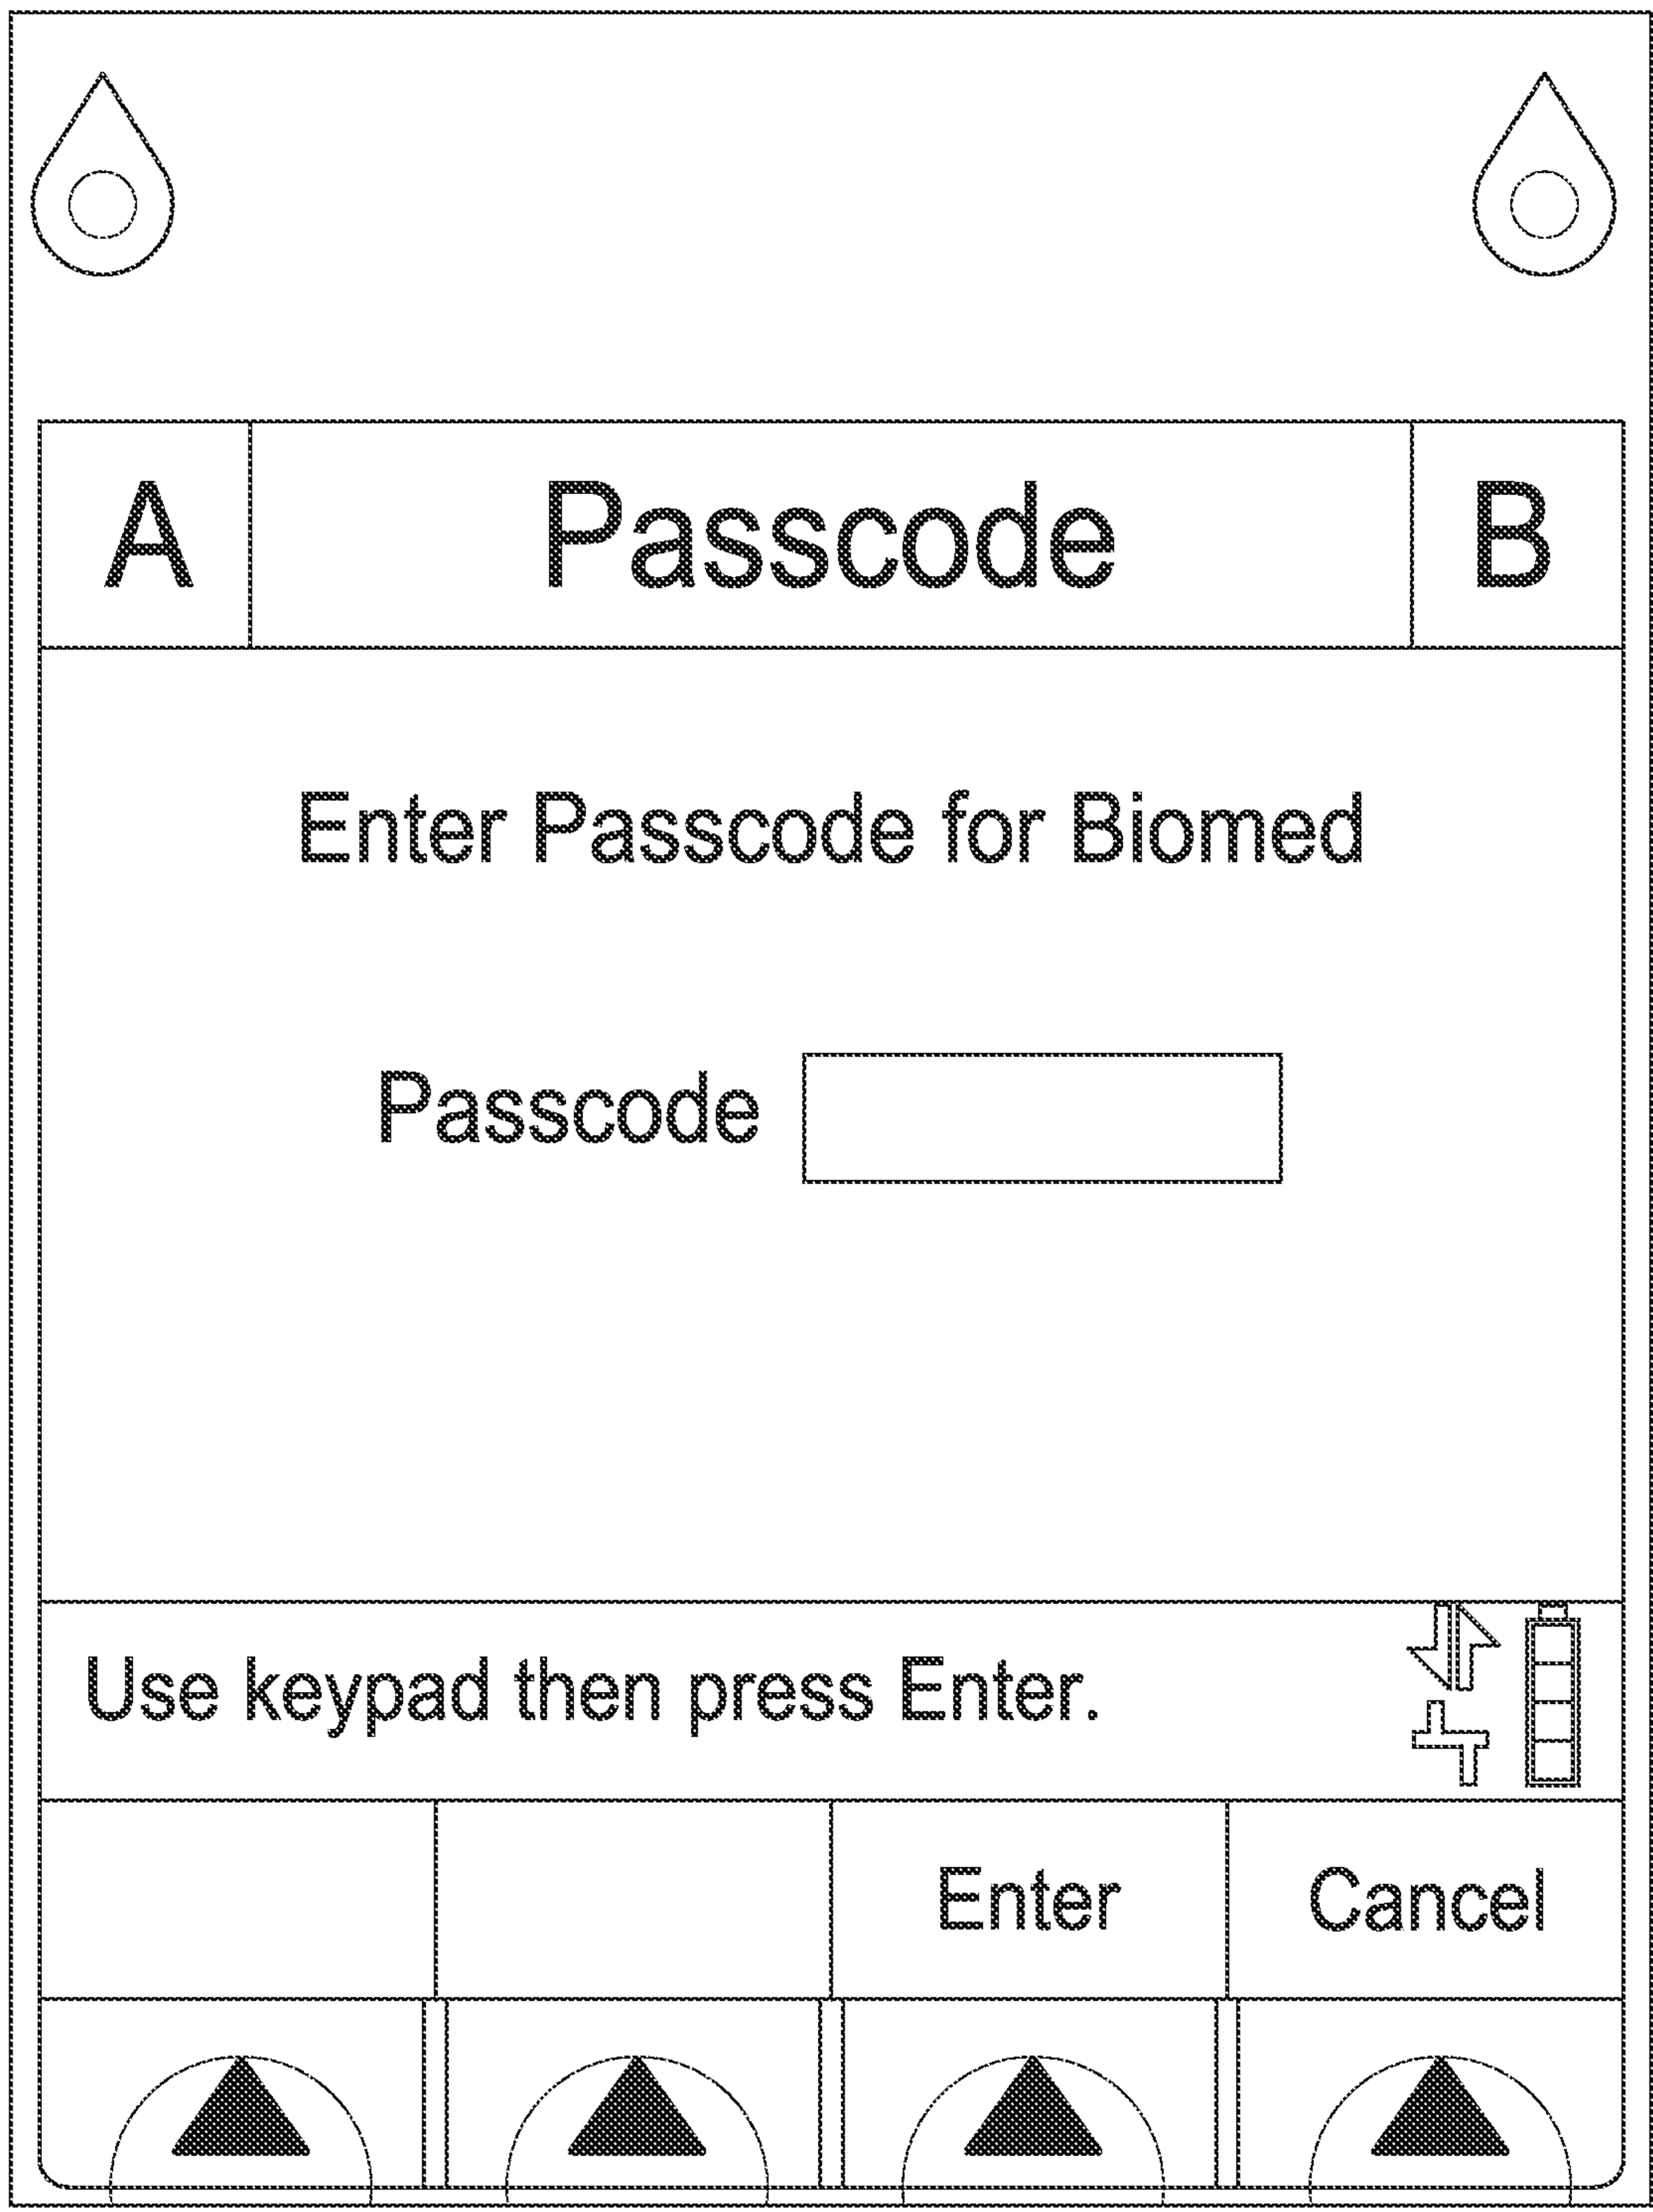 A Passcode B
Enter Passcode for Biomed
Passcode
Use keypad then press Enter.
Enter Cancel